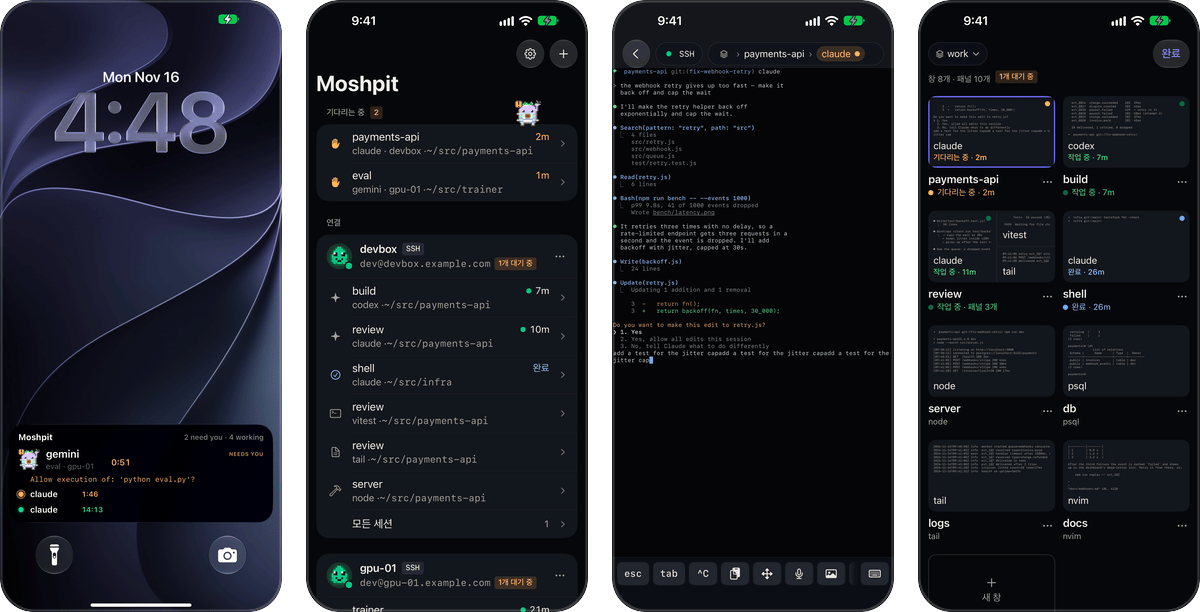 Mon Nov 16
4:48
Moshpit
2 need you · 4 working
gemini
NEEDS YOU
eval · gpu-01
0:51
Allow execution of: 'python eval.py'?
claude 1:46
claude 14:13
9:41
Moshpit
기다리는 중 2
payments-api 2m
claude · devbox ·~/src/payments-api
eval 1m
gemini · gpu-01 ·~/src/trainer
연결
devbox SSH
dev@devbox.example.com 1개 대기 중
build 7m
codex ·~/src/payments-api
review 10m
claude ·~/src/payments-api
shell 완료
claude ·~/src/infra
review
vitest ·~/src/payments-api
review
tail ·~/src/payments-api
server
node ·~/src/payments-api
모든 세션 1
gpu-01 SSH
dev@gpu-01.example.com 1개 대기 중
trainer 21m
9:41
SSH
payments-api
claude
payments-api git:(fix-webhook-retry) claude
the webhook retry gives up too fast — make it
back off and cap the wait
I'll make the retry helper back off
exponentially and cap the wait.
Search(pattern: "retry", path: "src")
4 files
src/retry.js
src/webhook.js
src/queue.js
test/retry.test.js
Read(retry.js)
6 lines
Bash(npm run bench -- --events 1000)
p99 9.8s, 41 of 1000 events dropped
Wrote bench/latency.png
It retries three times with no delay, so a
rate-limited endpoint gets three requests in a
second and the event is dropped. I'll add
backoff with jitter, capped at 30s.
Write(backoff.js)
24 lines
Update(retry.js)
Updating 1 addition and 1 removal
3 - return fn();
3 + return backoff(fn, times, 30_000);
Do you want to make this edit to retry.js?
❯ 1. Yes
2. Yes, allow all edits this session
3. No, tell Claude what to do differently
add a test for the jitter capadd a test for the jitter capadd a test for the
jitter cap
esc
tab
^C
9:41
work
완료
창 8개 · 패널 10개 1개 대기 중
claude
기다리는 중 · 2m
codex
작업 중 · 7m
payments-api
기다리는 중 · 2m
build
작업 중 · 7m
claude
작업 중 · 11m
vitest
tail
claude
완료 · 26m
review
작업 중 · 패널 3개
shell
완료 · 26m
node
psql
server
node
db
psql
tail
nvim
logs
tail
docs
nvim
+
새 창